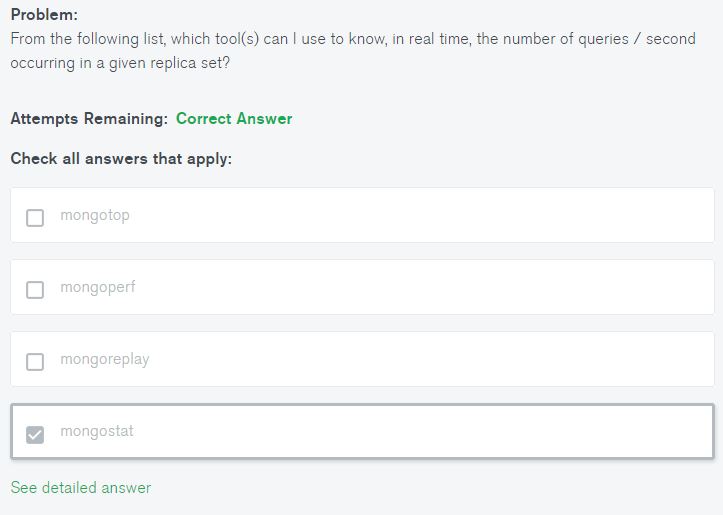 Problem:
From the following list, which tool(s) can I use to know, in real time, the number of queries / second
occurring in a given replica set?
Attempts Remaining: Correct Answer
Check all answers that apply:
mongotop
mongoperf
mongoreplay
mongostat
See detailed answer